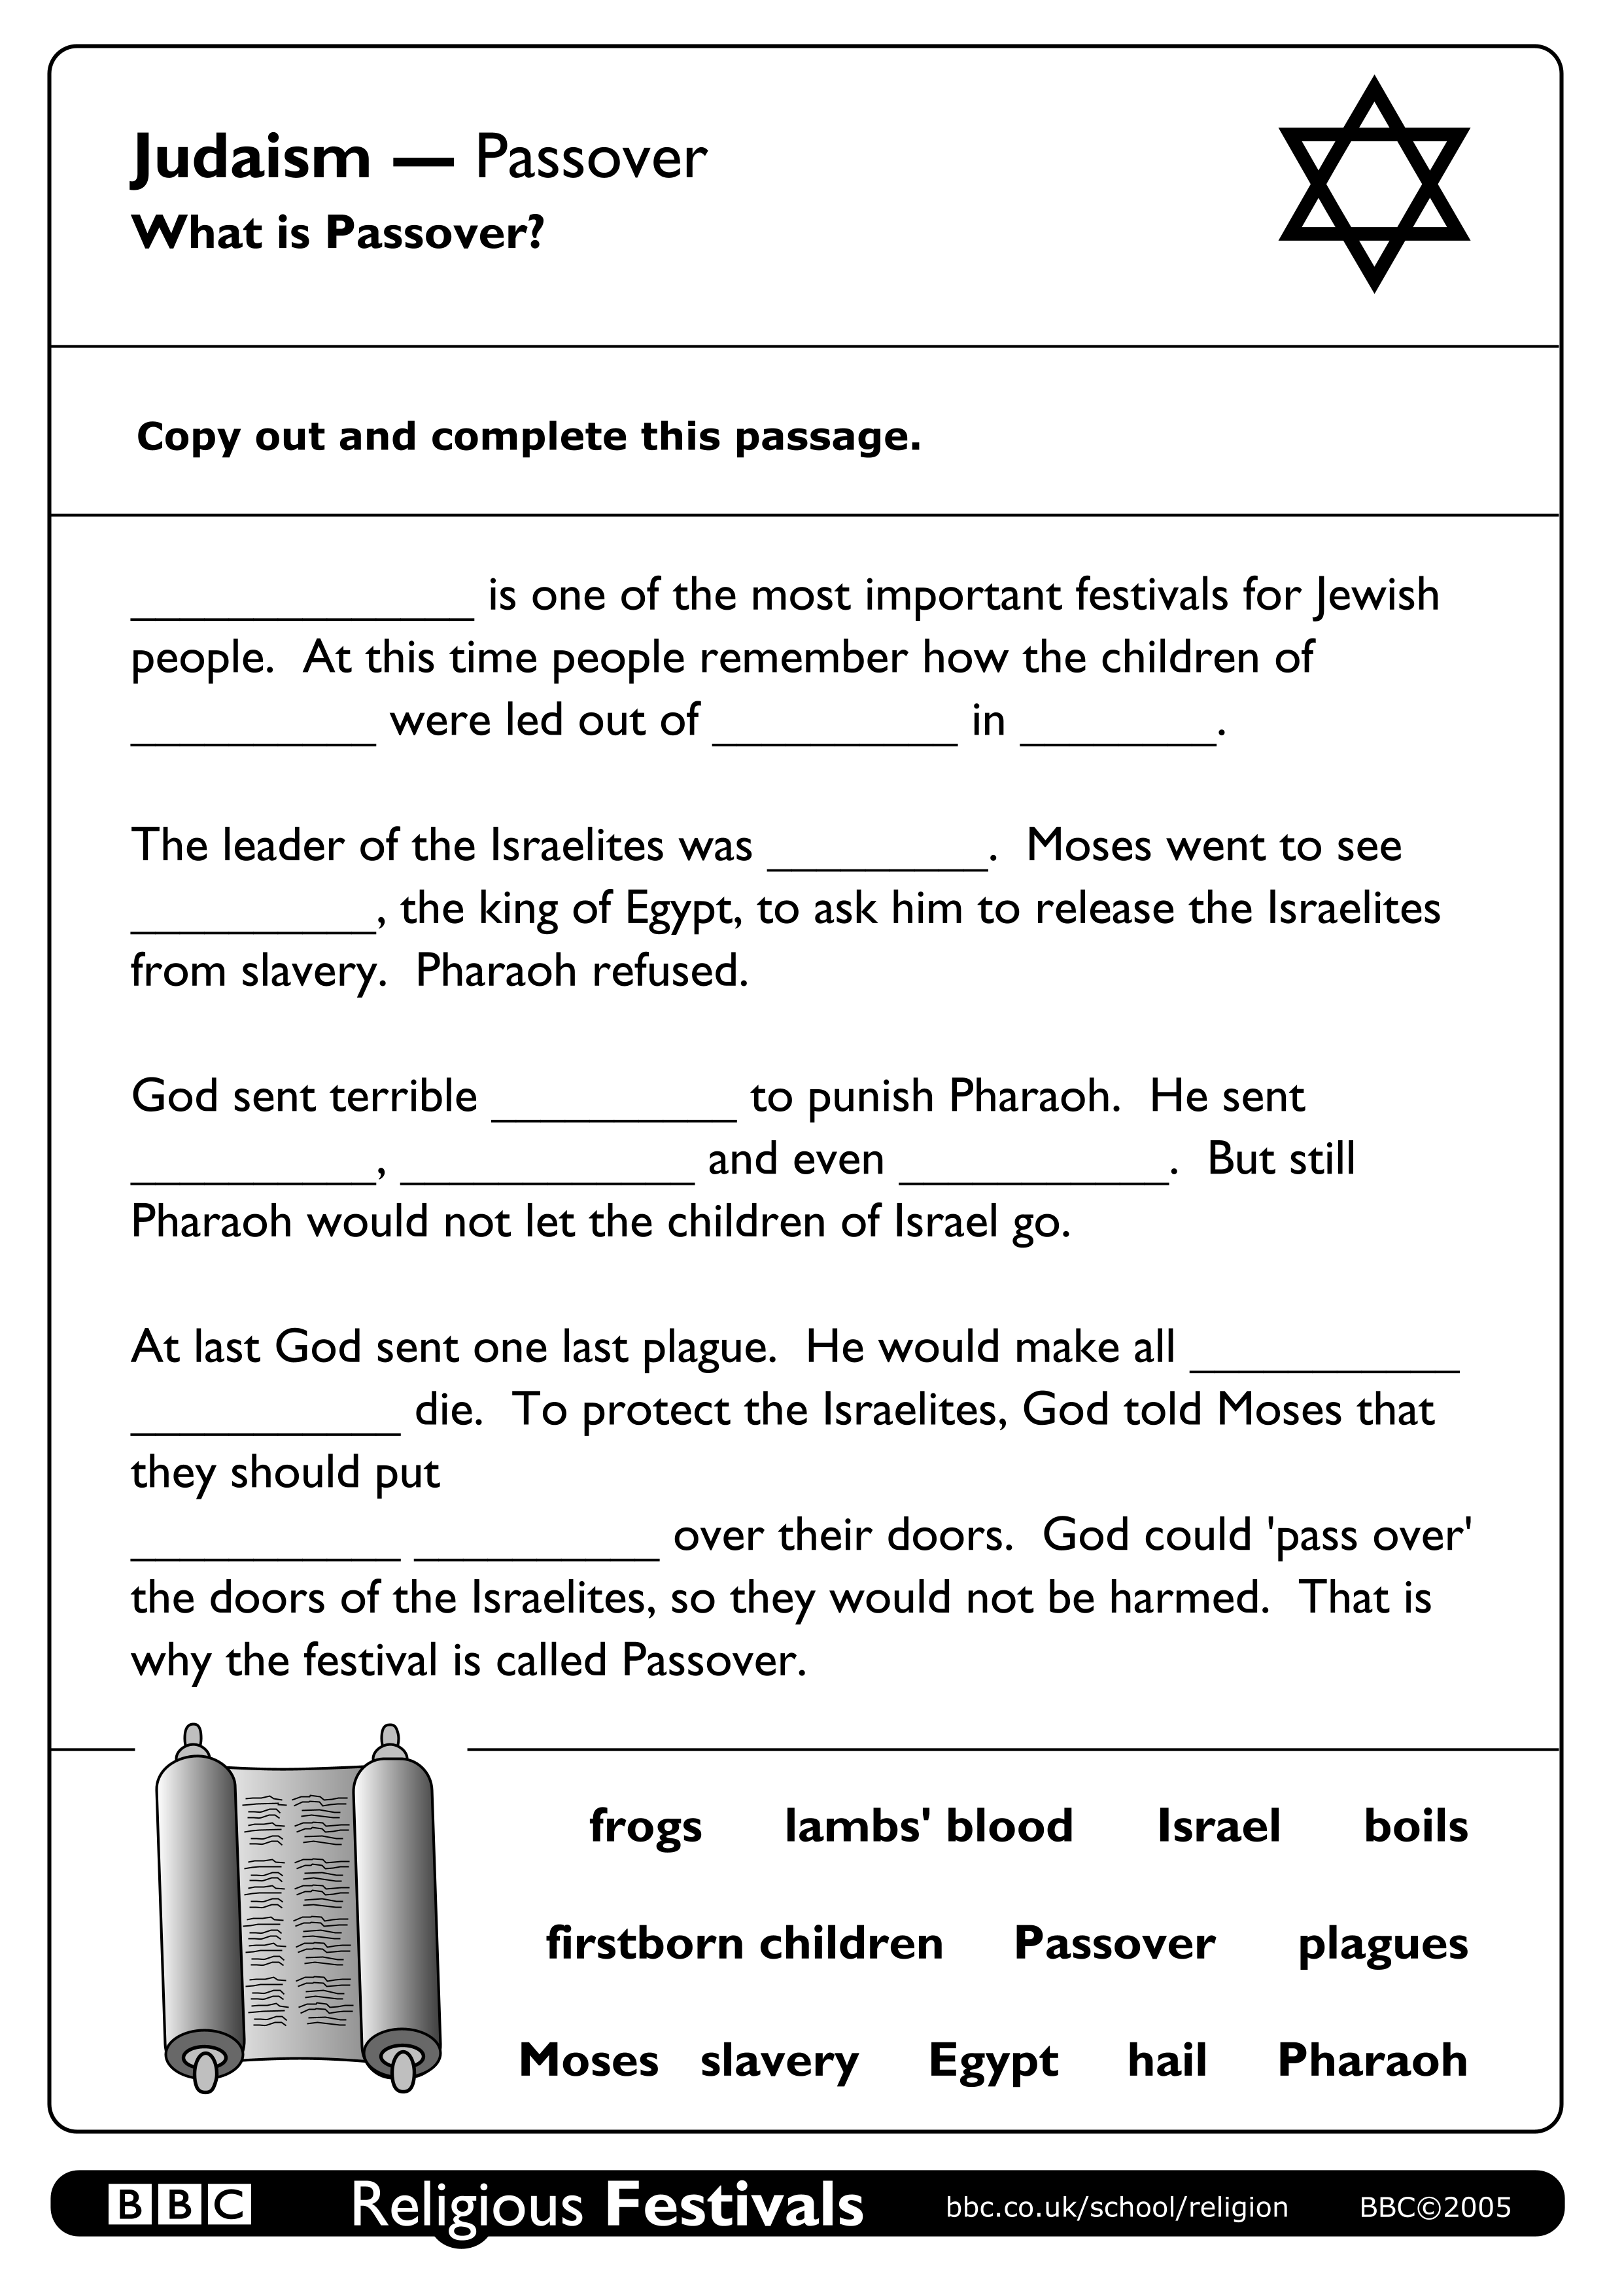 Judaism — Passover
What is Passover?
Copy out and complete this passage.
______________ is one of the most important festivals for Jewish
people.  At this time people remember how the children of
__________ were led out of __________ in ________.
The leader of the Israelites was _________.  Moses went to see
__________, the king of Egypt, to ask him to release the Israelites
from slavery.  Pharaoh refused.
God sent terrible __________ to punish Pharaoh.  He sent
__________, ____________ and even ___________.  But still
Pharaoh would not let the children of Israel go.
At last God sent one last plague.  He would make all ___________
___________ die.  To protect the Israelites, God told Moses that
they should put
___________ __________ over their doors.  God could 'pass over'
the doors of the Israelites, so they would not be harmed.  That is
why the festival is called Passover.
frogs lambs' blood Israel boils
firstborn children Passover plagues
Moses slavery Egypt hail Pharaoh
BBC Religious Festivals bbc.co.uk/school/religion BBC©2005